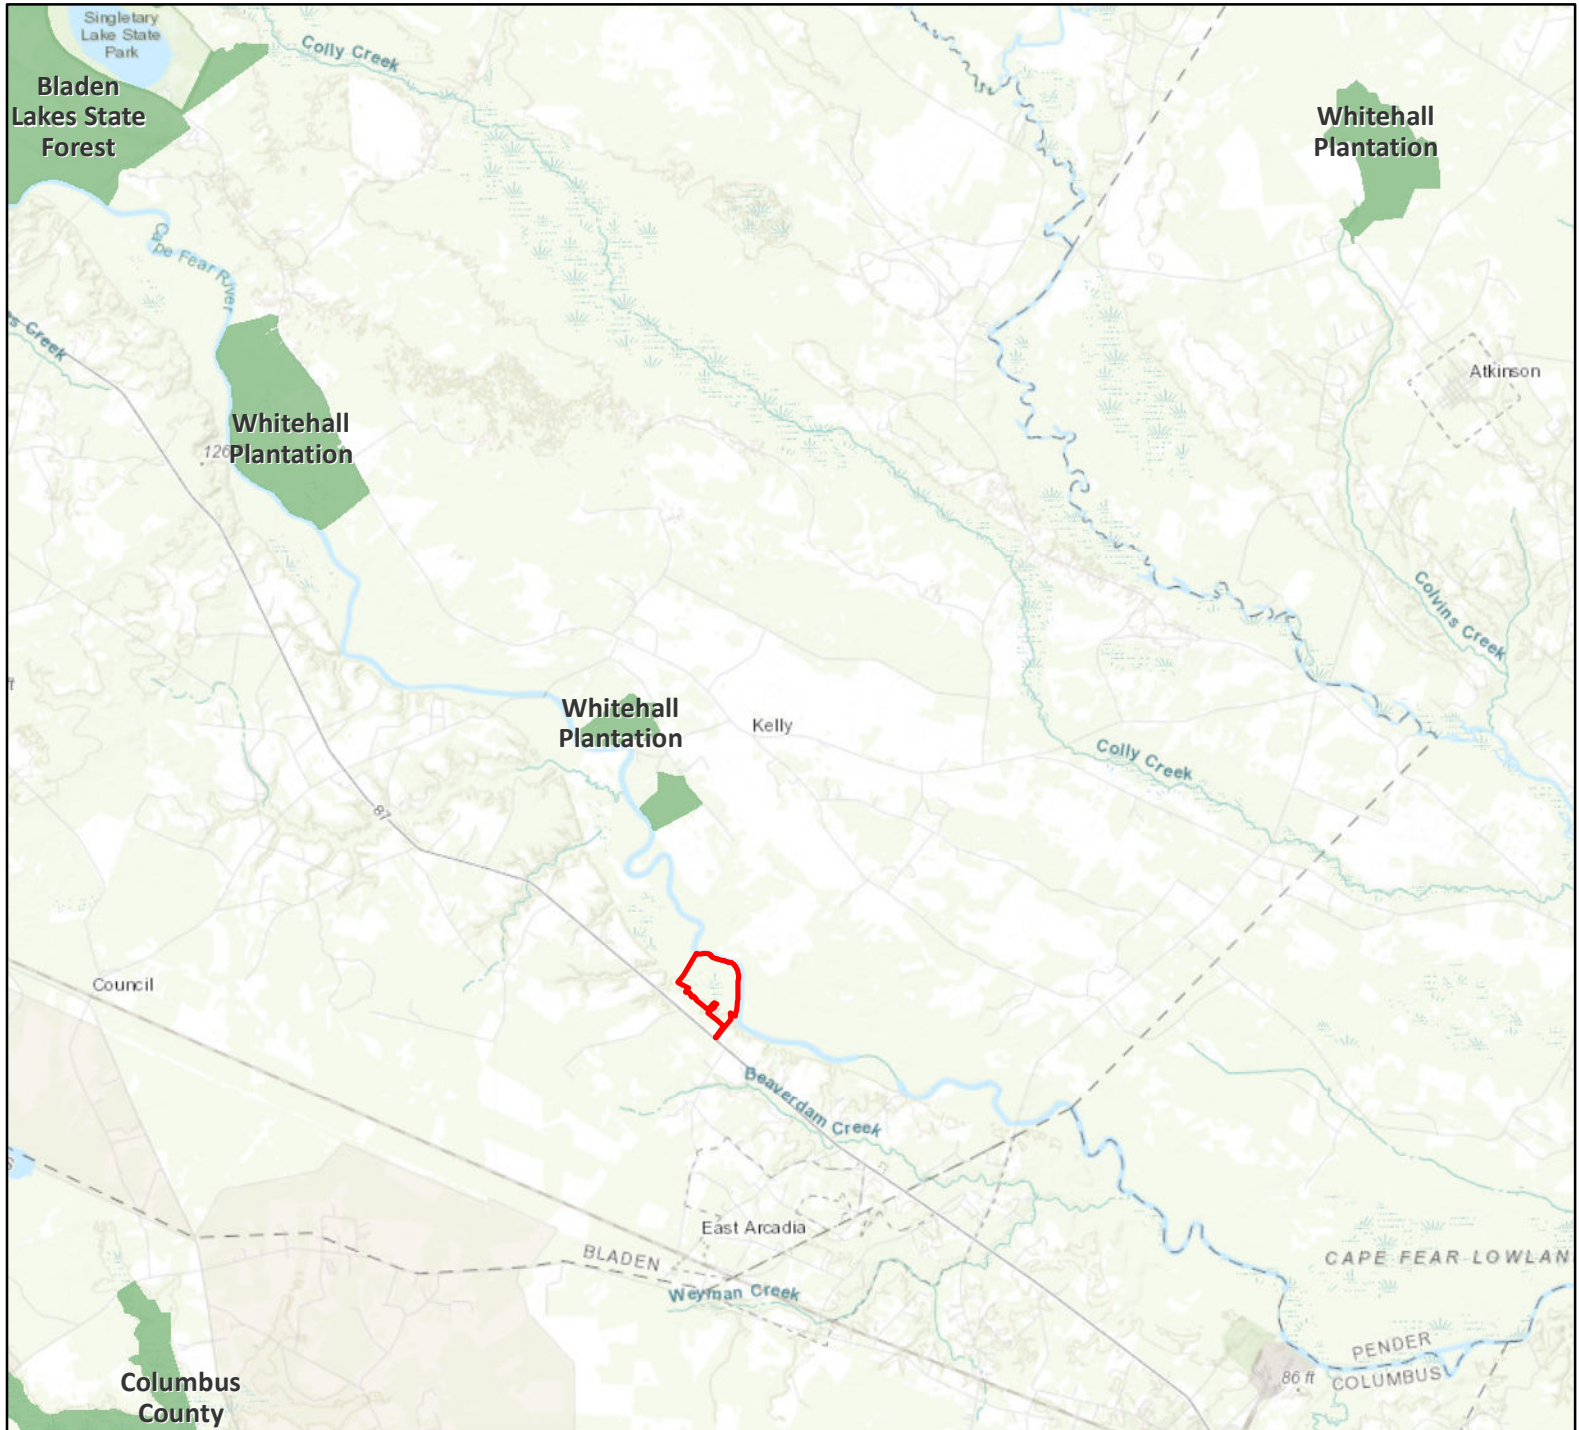 Singletary
Lake State
Park
Colly Creek
Bladen
Lakes State
Forest
Whitehall
Plantation
Cape Fear River
es Creek
Atkinson
Whitehall
Plantation
126
Colvins Creek
ft
Whitehall
Plantation
Kelly
Colly Creek
87
Council
Beaverdam Creek
East Arcadia
BLADEN
CAPE FEAR LOWLAN
Weyman Creek
PENDER
COLUMBUS
86 ft
Columbus
County